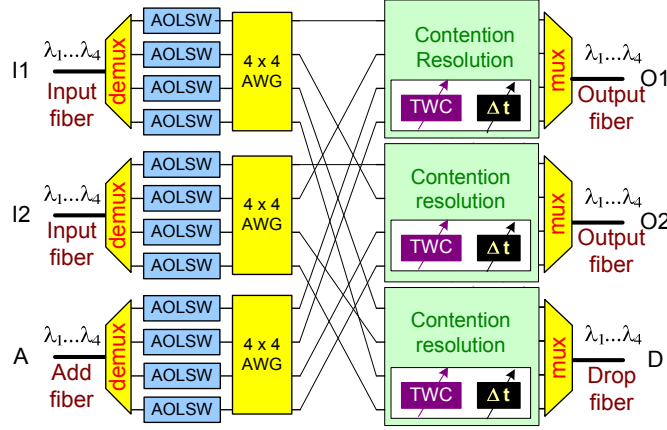 I1
λ1...λ4
Input
fiber
demux
AOLSW
AOLSW
AOLSW
AOLSW
4 x 4
AWG
Contention
Resolution
TWC
Δ t
mux
λ1...λ4
O1
Output
fiber
I2
λ1...λ4
Input
fiber
demux
AOLSW
AOLSW
AOLSW
AOLSW
4 x 4
AWG
Contention
resolution
TWC
Δ t
mux
λ1...λ4
O2
Output
fiber
A
λ1...λ4
Add
fiber
demux
AOLSW
AOLSW
AOLSW
AOLSW
4 x 4
AWG
Contention
resolution
TWC
Δ t
mux
λ1...λ4
D
Drop
fiber